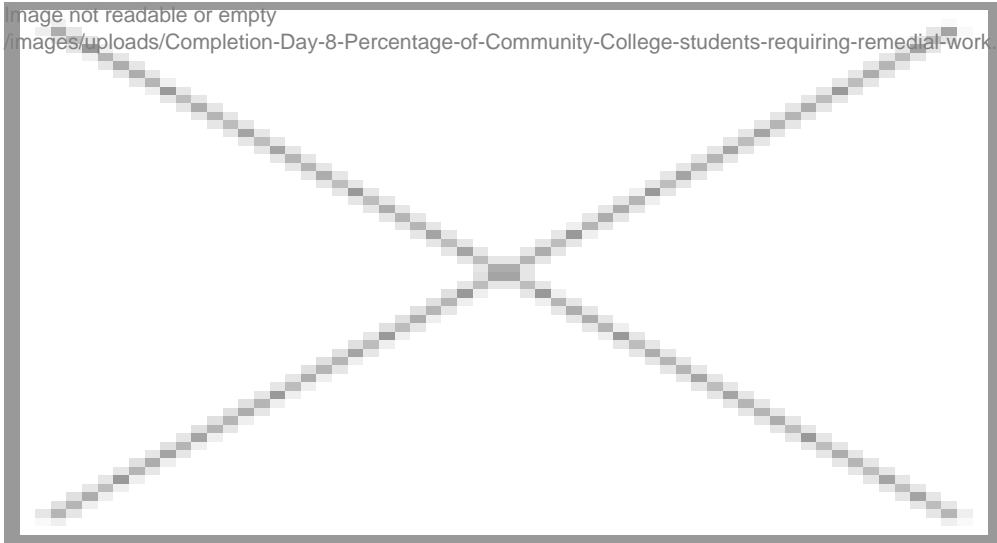 Image not readable or empty
/images/uploads/Completion-Day-8-Percentage-of-Community-College-students-requiring-remedial-work.